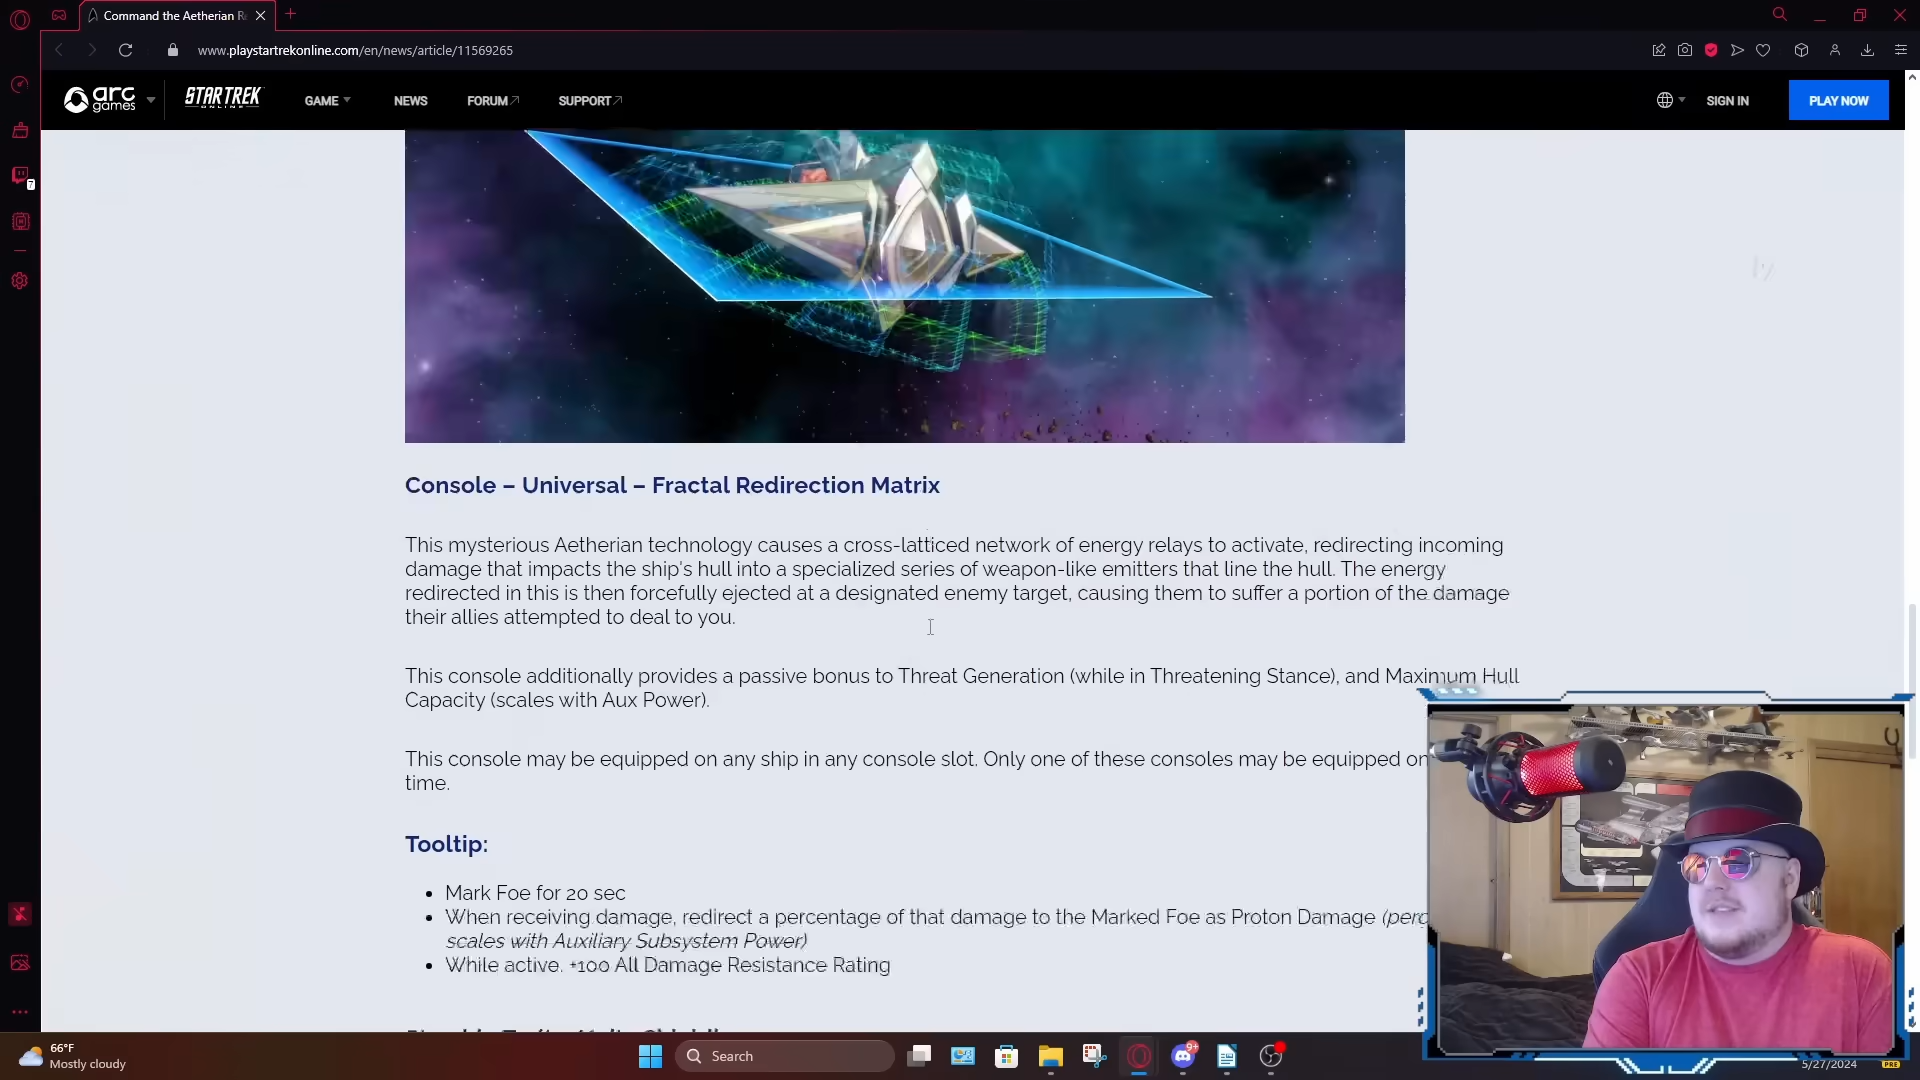 Command the Aetherian R
www.playstartrekonline.com/en/news/article/11569265
arc games
STAR TREK ONLINE
GAME
NEWS
FORUM
SUPPORT
SIGN IN
PLAY NOW
7
Console – Universal – Fractal Redirection Matrix
This mysterious Aetherian technology causes a cross-latticed network of energy relays to activate, redirecting incoming
damage that impacts the ship's hull into a specialized series of weapon-like emitters that line the hull. The energy
redirected in this is then forcefully ejected at a designated enemy target, causing them to suffer a portion of the damage
their allies attempted to deal to you.
This console additionally provides a passive bonus to Threat Generation (while in Threatening Stance), and Maximum Hull
Capacity (scales with Aux Power).
This console may be equipped on any ship in any console slot. Only one of these consoles may be equipped on
time.
Tooltip:
• Mark Foe for 20 sec
• When receiving damage, redirect a percentage of that damage to the Marked Foe as Proton Damage (perc
scales with Auxiliary Subsystem Power)
• While active, +100 All Damage Resistance Rating
66°F
Mostly cloudy
Search
9+
5/27/2024
PRE